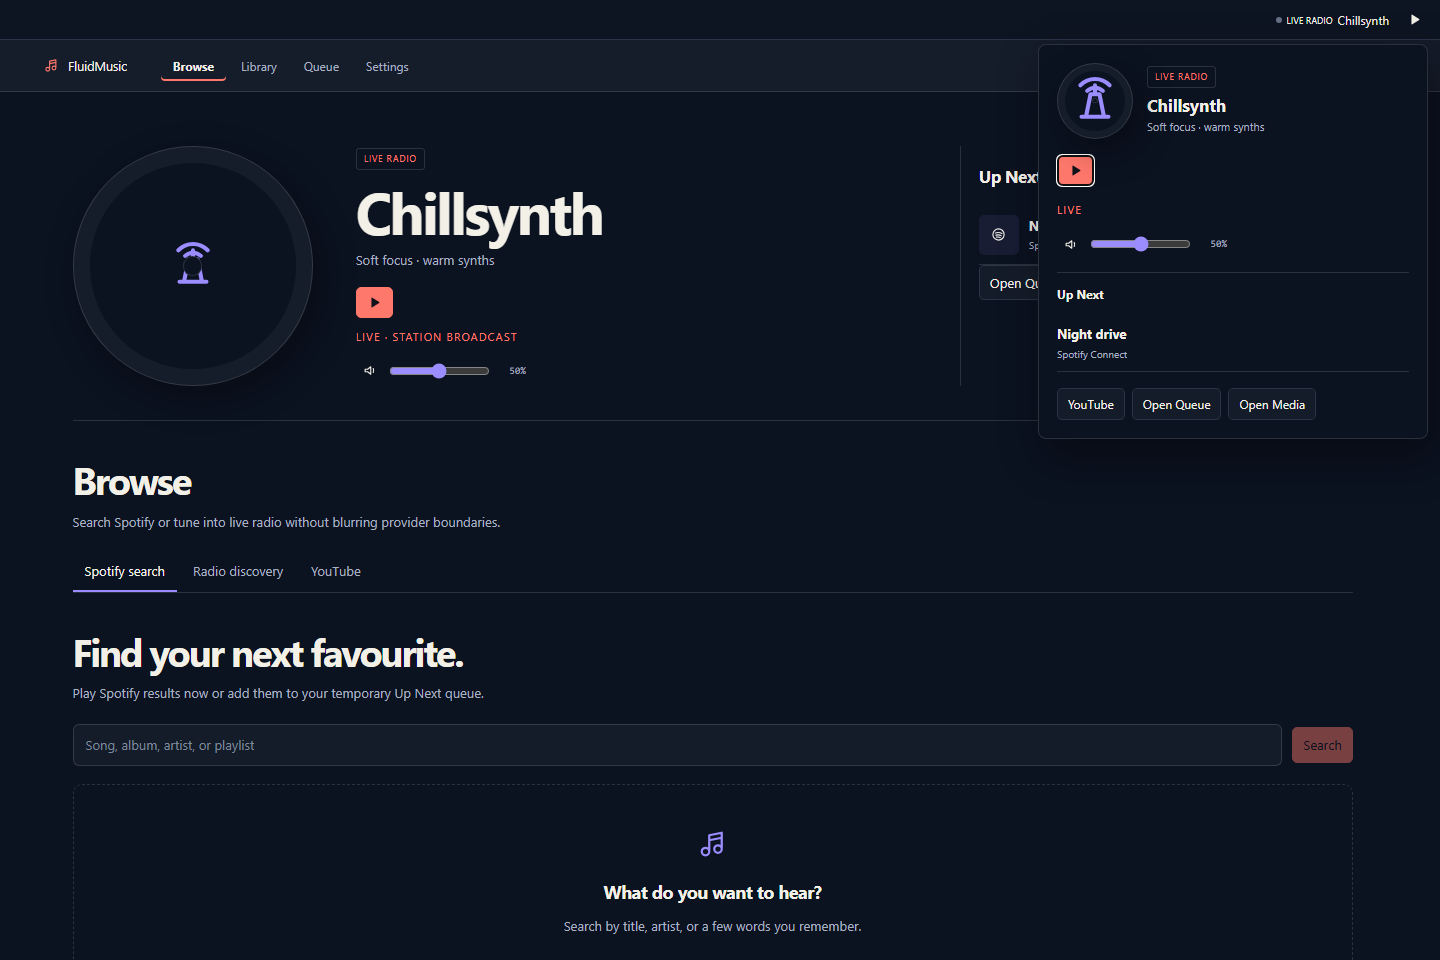 LIVE RADIO Chillsynth
FluidMusic
Browse
Library
Queue
Settings
LIVE RADIO
Chillsynth
Soft focus · warm synths
LIVE · STATION BROADCAST
50%
Up Next
N
Sp
Open Qu
LIVE RADIO
Chillsynth
Soft focus · warm synths
LIVE
50%
Up Next
Night drive
Spotify Connect
YouTube
Open Queue
Open Media
Browse
Search Spotify or tune into live radio without blurring provider boundaries.
Spotify search
Radio discovery
YouTube
Find your next favourite.
Play Spotify results now or add them to your temporary Up Next queue.
Song, album, artist, or playlist
Search
What do you want to hear?
Search by title, artist, or a few words you remember.